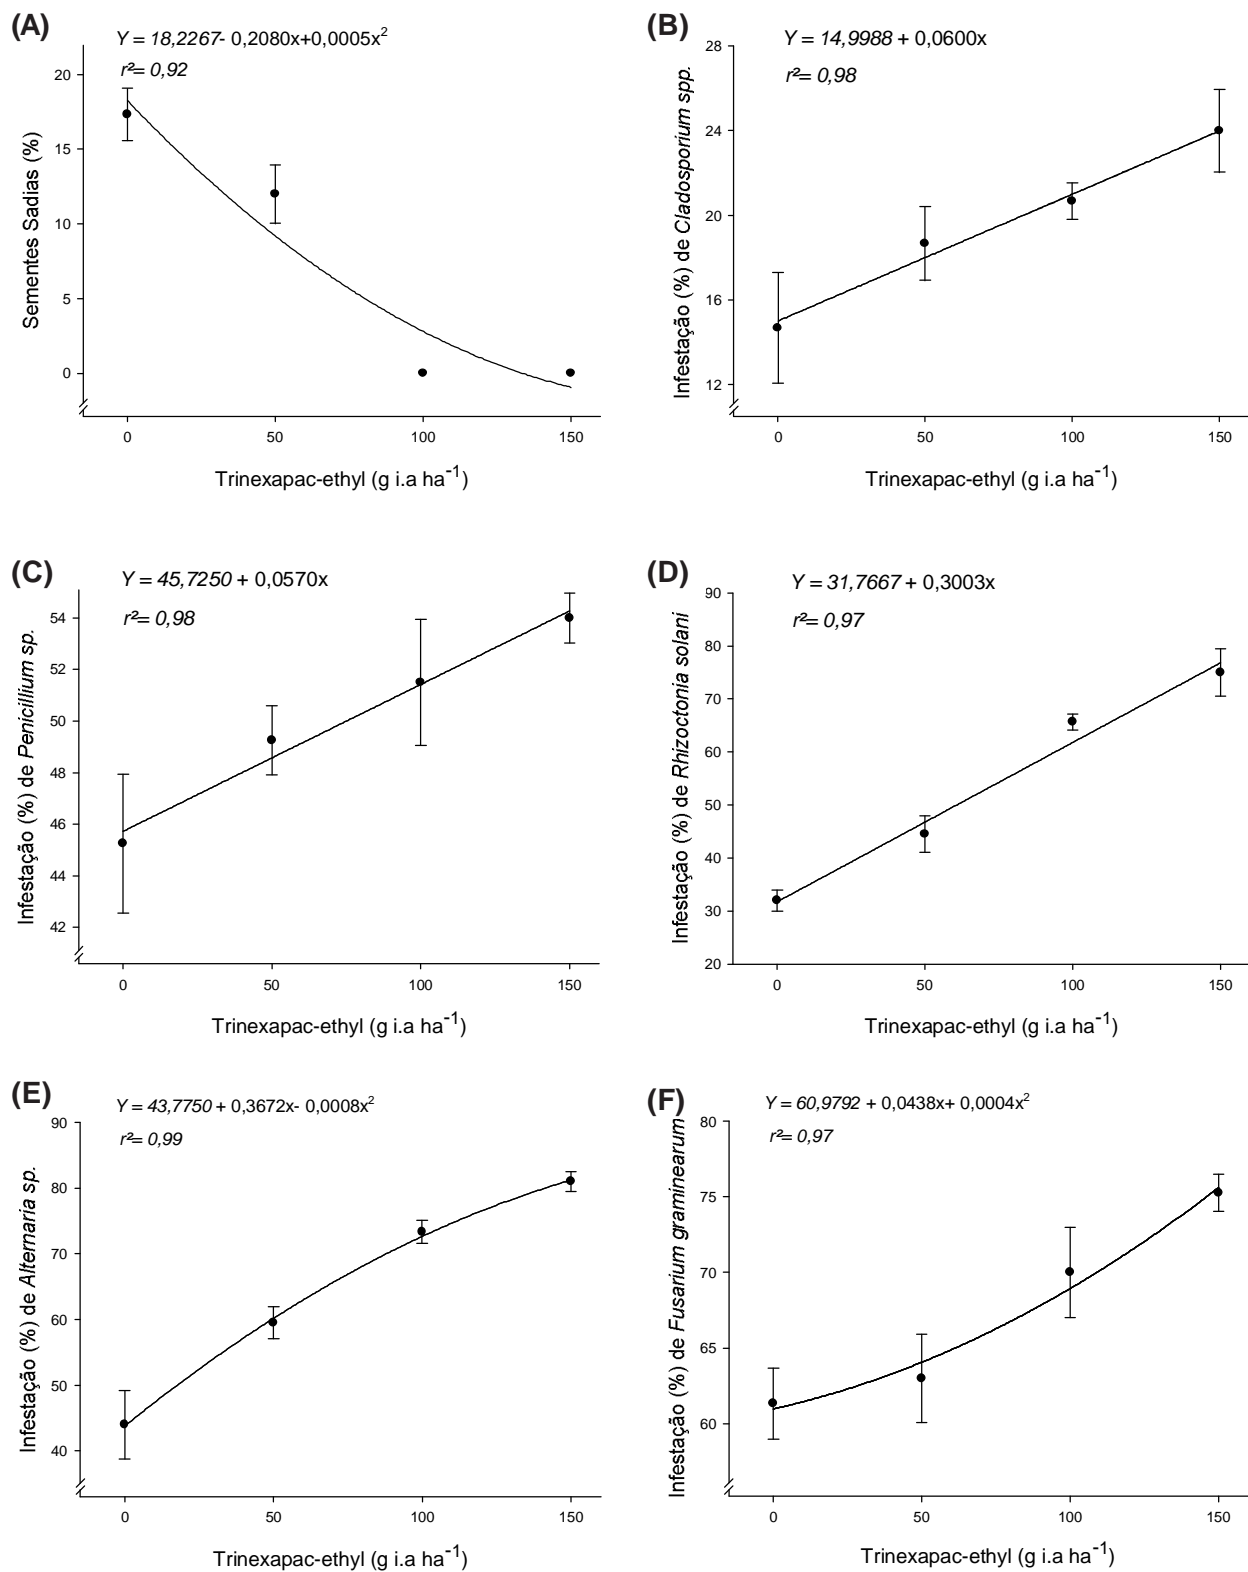 (A)
Y = 18,2267- 0,2080x+0,0005x²
r²= 0,92
Sementes Sadias (%)
20
15
10
5
0
0 50 100 150
Trinexapac-ethyl (g i.a ha⁻¹)
(B)
Y = 14,9988 + 0,0600x
r²= 0,98
Infestação (%) de Cladosporium spp.
28
24
20
16
12
0 50 100 150
Trinexapac-ethyl (g i.a ha⁻¹)
(C)
Y = 45,7250 + 0,0570x
r²= 0,98
Infestação (%) de Penicillium sp.
54
52
50
48
46
44
42
0 50 100 150
Trinexapac-ethyl (g i.a ha⁻¹)
(D)
Y = 31,7667 + 0,3003x
r²= 0,97
Infestação (%) de Rhizoctonia solani
90
80
70
60
50
40
30
20
0 50 100 150
Trinexapac-ethyl (g i.a ha⁻¹)
(E)
Y = 43,7750 + 0,3672x- 0,0008x²
r²= 0,99
Infestação (%) de Alternaria sp.
90
80
70
60
50
40
0 50 100 150
Trinexapac-ethyl (g i.a ha⁻¹)
(F)
Y = 60,9792 + 0,0438x+ 0,0004x²
r²= 0,97
Infestação (%) de Fusarium graminearum
80
75
70
65
60
0 50 100 150
Trinexapac-ethyl (g i.a ha⁻¹)